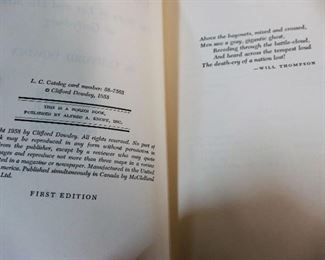 L. C. Catalog card number: 58-7563
© Clifford Dowdey, 1958
THIS IS A BORZOI BOOK,
PUBLISHED BY ALFRED A. KNOPF, INC.
ght 1958 by Clifford Dowdey. All rights reserved. No part of
k may be reproduced in any form without permission in
from the publisher, except by a reviewer who may quote
ages and reproduce not more than three maps in a review
ted in a magazine or newspaper. Manufactured in the United
merica. Published simultaneously in Canada by McClelland
Ltd.
FIRST EDITION
Above the bayonets, mixed and crossed,
Men saw a gray, gigantic ghost,
Receding through the battle-cloud,
And heard across the tempest loud
The death-cry of a nation lost!
—WILL THOMPSON